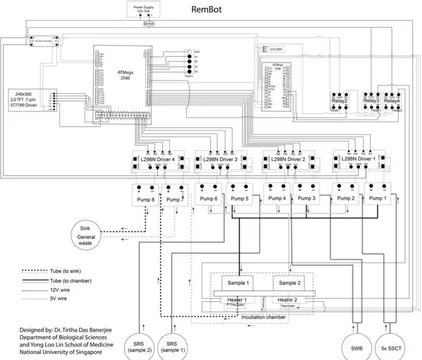 RemBot
Power Supply
12V 10A
Switch
ATMega
2560
ATMega
240x360
2.0 TFT 7-pin
ST7789 Driver
Relay2
Relay3
Relay4
L298N Driver 4
L298N Driver 3
L298N Driver 2
L298N Driver 1
Pump 8
Pump 7
Pump 6
Pump 5
Pump 4
Pump 3
Pump 2
Pump 1
Sink
General
waste
Tube (to sink)
Tube (to chamber)
12V wire
5V wire
Sample 1
Sample 2
Heater 1
Heater 2
Incubation chamber
Designed by: Dr. Tirtha Das Banerjee
Department of Biological Sciences
and Yong Loo Lin School of Medicine
National University of Singapore
SRS
(sample 2)
SRS
(sample 1)
SWB
5x SSCT